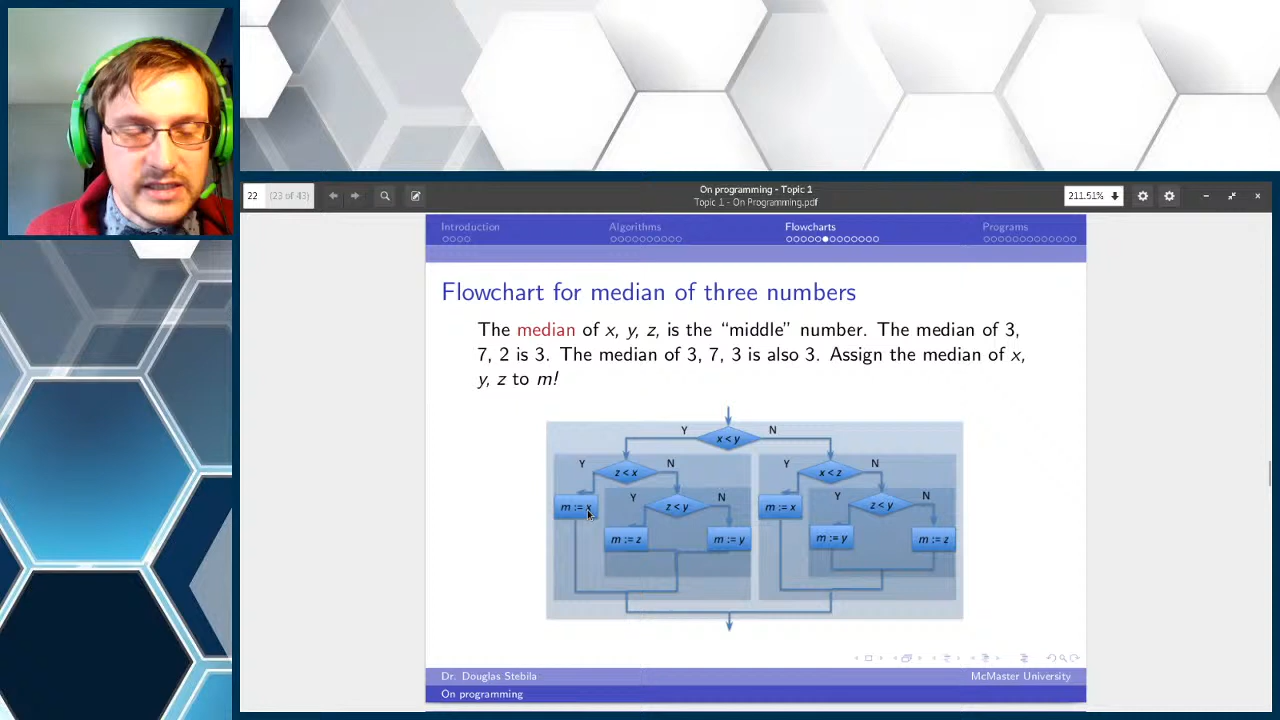 22 (23 of 43)
On programming - Topic 1
Topic 1 - On Programming.pdf
211.51%
Introduction Algorithms Flowcharts Programs
Flowchart for median of three numbers
The median of x, y, z, is the “middle” number. The median of 3,
7, 2 is 3. The median of 3, 7, 3 is also 3. Assign the median of x,
y, z to m!
Y x < y N
Y z < x N Y x < z N
m := x Y z < y N m := x Y z < y N
m := z m := y m := y m := z
Dr. Douglas Stebila McMaster University
On programming